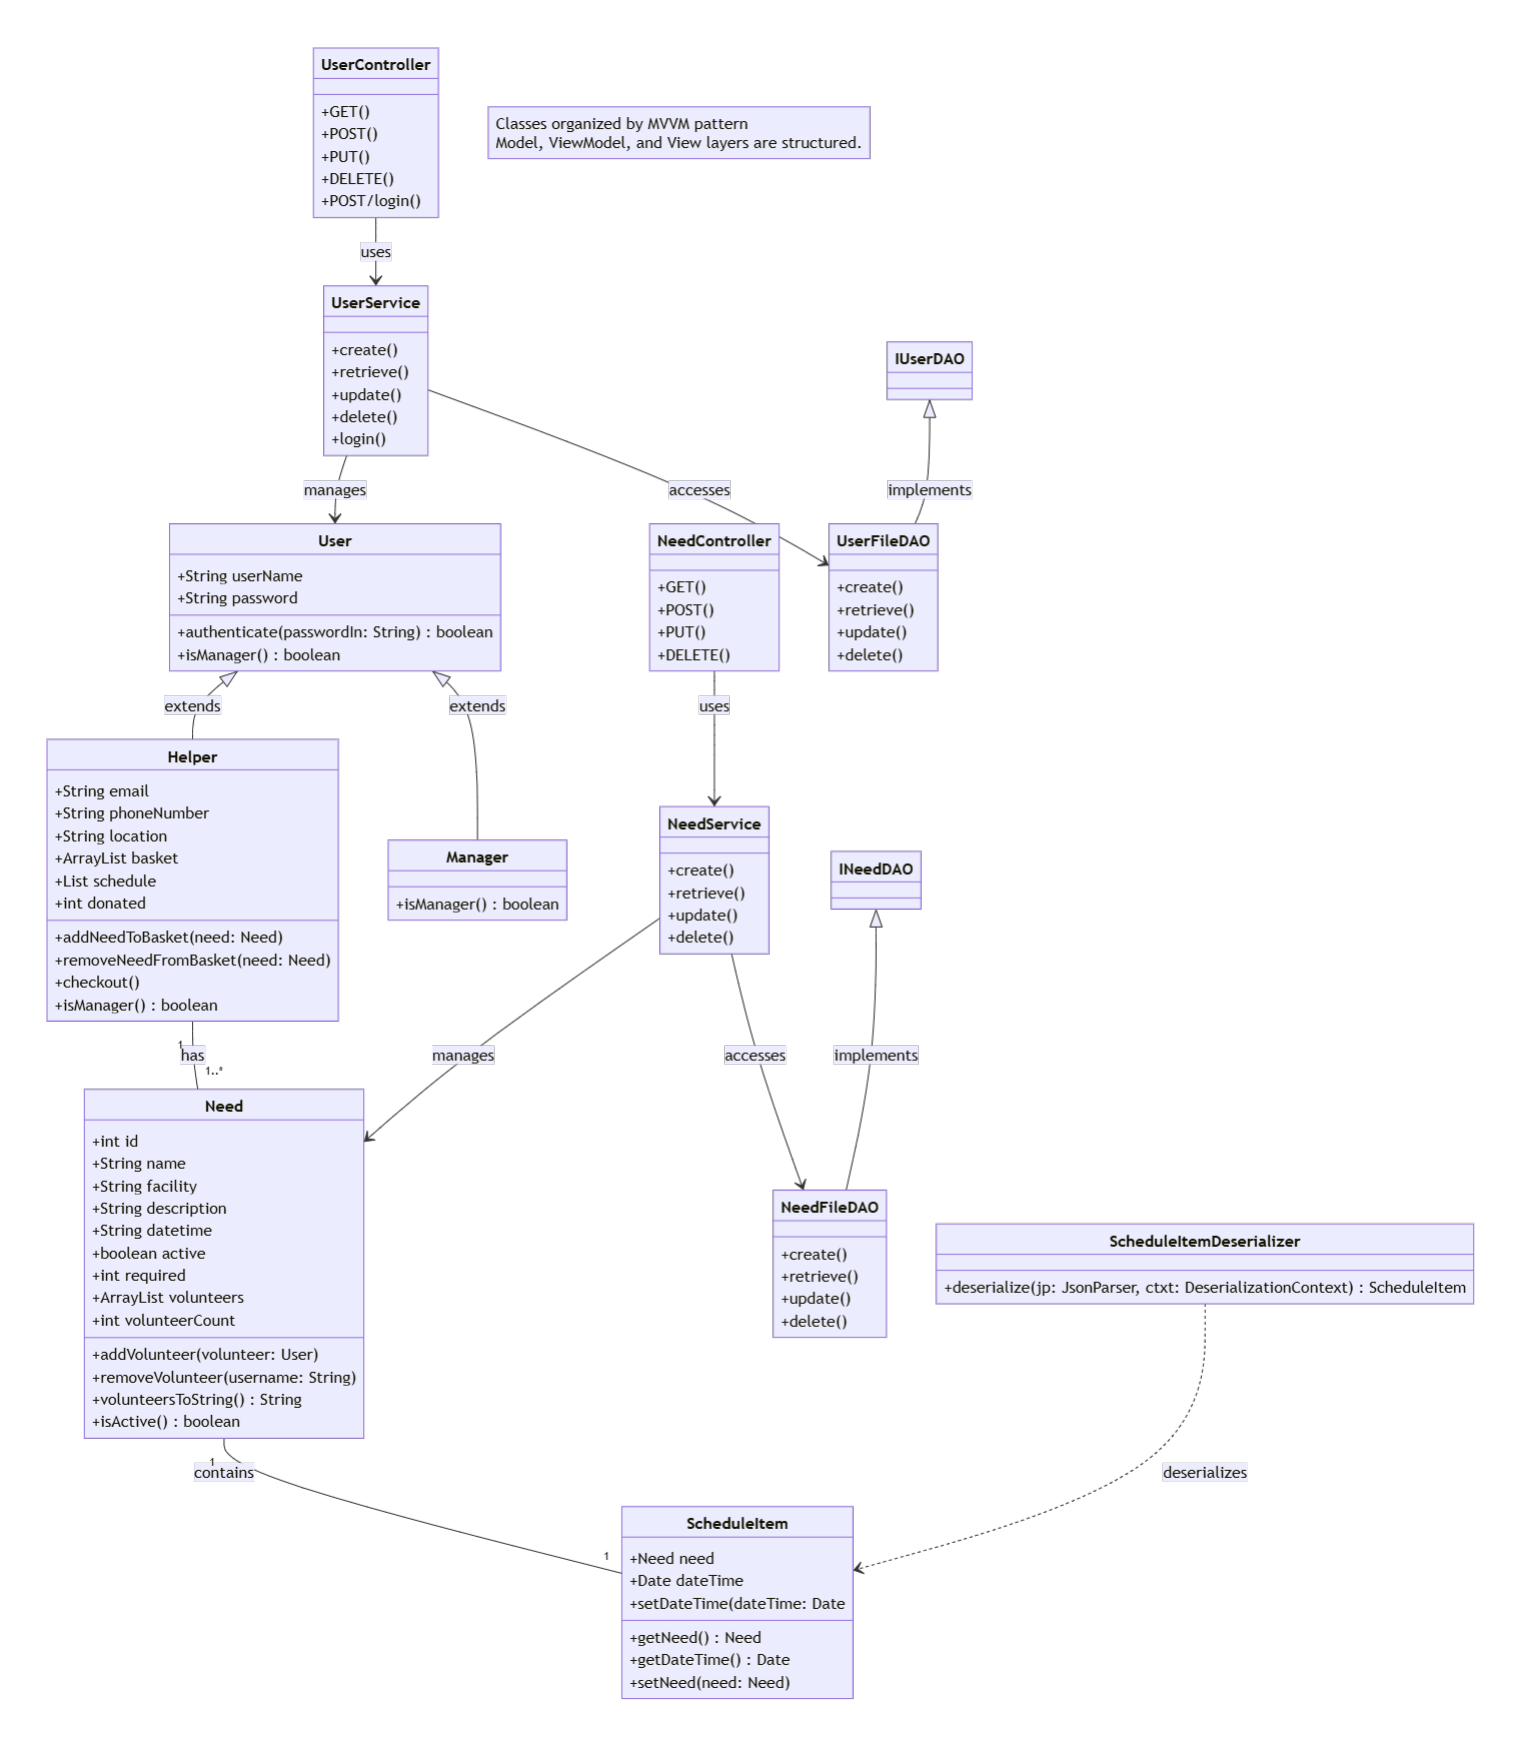 UserController
+GET()
+POST()
+PUT()
+DELETE()
+POST/login()
Classes organized by MVVM pattern
Model, ViewModel, and View layers are structured.
uses
UserService
+create()
+retrieve()
+update()
+delete()
+login()
IUserDAO
manages
accesses
implements
User
+String userName
+String password
+authenticate(passwordIn: String) : boolean
+isManager() : boolean
NeedController
+GET()
+POST()
+PUT()
+DELETE()
UserFileDAO
+create()
+retrieve()
+update()
+delete()
extends
extends
uses
Helper
+String email
+String phoneNumber
+String location
+ArrayList basket
+List schedule
+int donated
+addNeedToBasket(need: Need)
+removeNeedFromBasket(need: Need)
+checkout()
+isManager() : boolean
Manager
+isManager() : boolean
NeedService
+create()
+retrieve()
+update()
+delete()
INeedDAO
1
has
1..*
manages
accesses
implements
Need
+int id
+String name
+String facility
+String description
+String datetime
+boolean active
+int required
+ArrayList volunteers
+int volunteerCount
+addVolunteer(volunteer: User)
+removeVolunteer(username: String)
+volunteersToString() : String
+isActive() : boolean
NeedFileDAO
+create()
+retrieve()
+update()
+delete()
ScheduleItemDeserializer
+deserialize(jp: JsonParser, ctxt: DeserializationContext) : ScheduleItem
1
contains
1
deserializes
ScheduleItem
+Need need
+Date dateTime
+setDateTime(dateTime: Date
+getNeed() : Need
+getDateTime() : Date
+setNeed(need: Need)